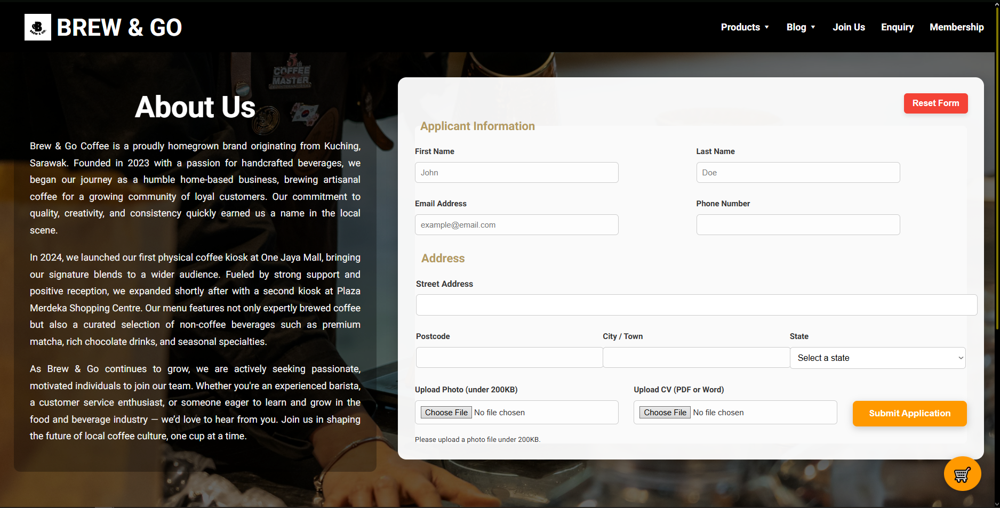 BREW & GO.
BREW & GO
Products
Blog
Join Us
Enquiry
Membership
5th
COFFEE
MASTER
About Us
Brew & Go Coffee is a proudly homegrown brand originating from Kuching,
Sarawak. Founded in 2023 with a passion for handcrafted beverages, we
began our journey as a humble home-based business, brewing artisanal
coffee for a growing community of loyal customers. Our commitment to
quality, creativity, and consistency quickly earned us a name in the local
scene.
In 2024, we launched our first physical coffee kiosk at One Jaya Mall, bringing
our signature blends to a wider audience. Fueled by strong support and
positive reception, we expanded shortly after with a second kiosk at Plaza
Merdeka Shopping Centre. Our menu features not only expertly brewed coffee
but also a curated selection of non-coffee beverages such as premium
matcha, rich chocolate drinks, and seasonal specialties.
As Brew & Go continues to grow, we are actively seeking passionate,
motivated individuals to join our team. Whether you're an experienced barista,
a customer service enthusiast, or someone eager to learn and grow in the
food and beverage industry — we’d love to hear from you. Join us in shaping
the future of local coffee culture, one cup at a time.
Reset Form
Applicant Information
First Name
Last Name
John
Doe
Email Address
Phone Number
example@email.com
Address
Street Address
Postcode
City / Town
State
Select a state
Upload Photo (under 200KB)
Upload CV (PDF or Word)
Choose File No file chosen
Choose File No file chosen
Submit Application
Please upload a photo file under 200KB.